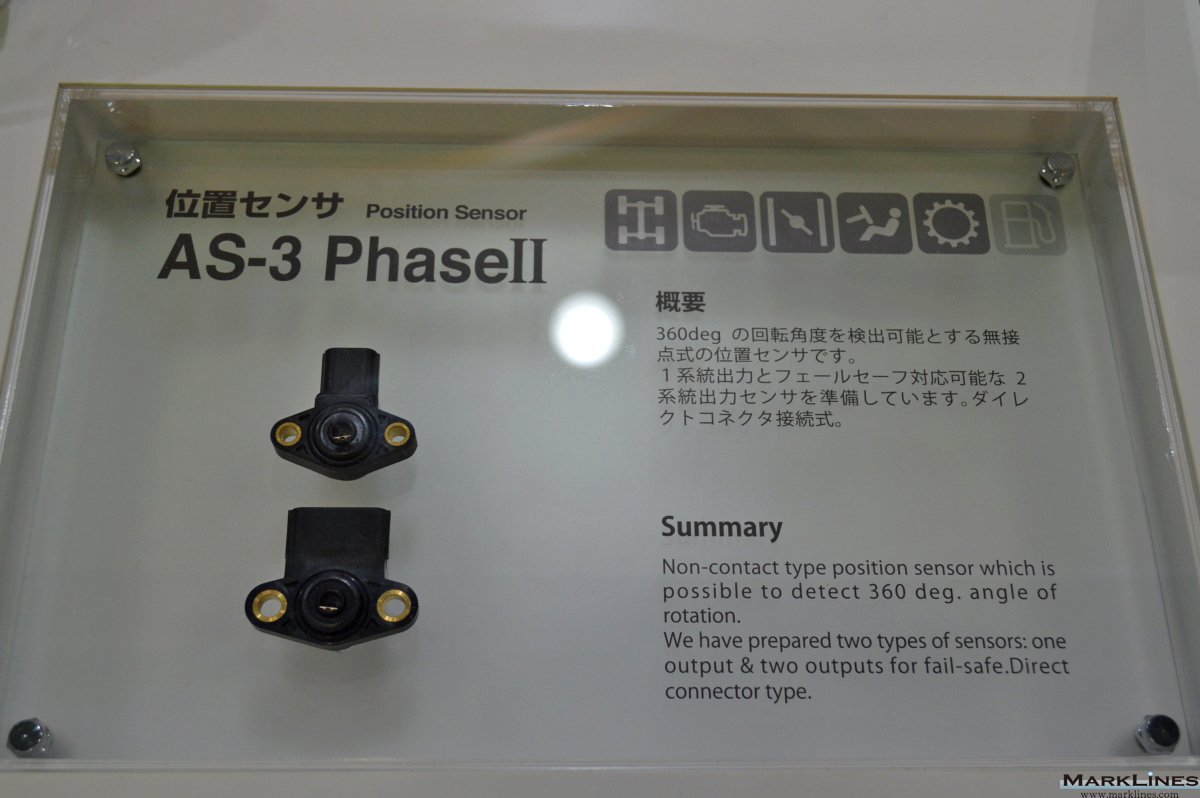 位置センサ Position Sensor
AS-3 PhaseII
概要
360deg の回転角度を検出可能とする無接
点式の位置センサです。
１系統出力とフェールセーフ対応可能な 2
系統出力センサを準備しています。ダイレ
クトコネクタ接続式。
Summary
Non-contact type position sensor which is
possible to detect 360 deg. angle of
rotation.
We have prepared two types of sensors: one
output & two outputs for fail-safe.Direct
connector type.
MARKLINES
www.marklines.com